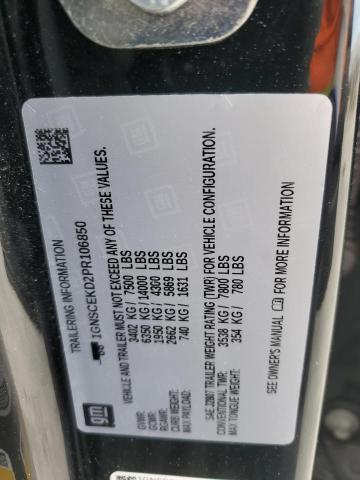 TRAILERING INFORMATION
1GNSCEKD2PR106850
VEHICLE AND TRAILER MUST NOT EXCEED ANY OF THESE VALUES.
GVWR: 3402 KG / 7500 LBS
GCWR: 6350 KG / 14000 LBS
RGAWR: 1950 KG / 4300 LBS
CURB WEIGHT: 2662 KG / 5869 LBS
MAX PAYLOAD: 740 KG / 1631 LBS
SAE J2807 TRAILER WEIGHT RATING (TWR) FOR VEHICLE CONFIGURATION.
CONVENTIONAL TWR: 3538 KG / 7800 LBS
MAX TONGUE WEIGHT: 354 KG / 780 LBS
SEE OWNER'S MANUAL FOR MORE INFORMATION
gm